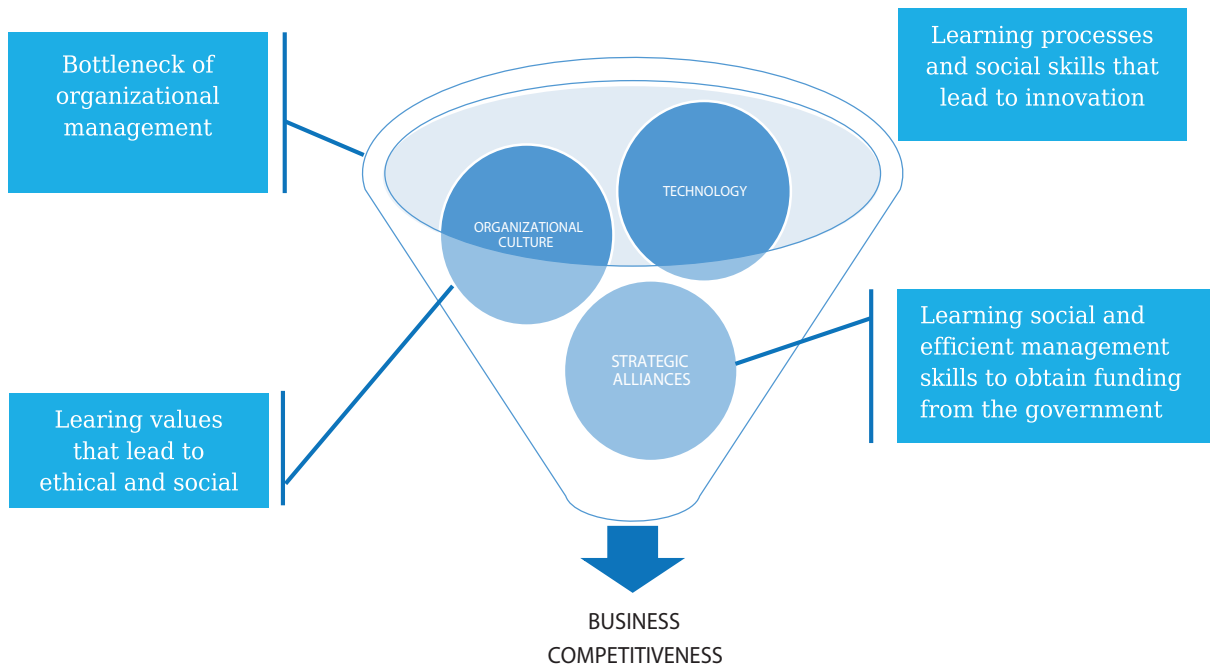 Bottleneck of
organizational
management
Learning processes
and social skills that
lead to innovation
TECHNOLOGY
ORGANIZATIONAL
CULTURE
STRATEGIC
ALLIANCES
Learning social and
efficient management
skills to obtain funding
from the government
Learing values
that lead to
ethical and social
BUSINESS
COMPETITIVENESS